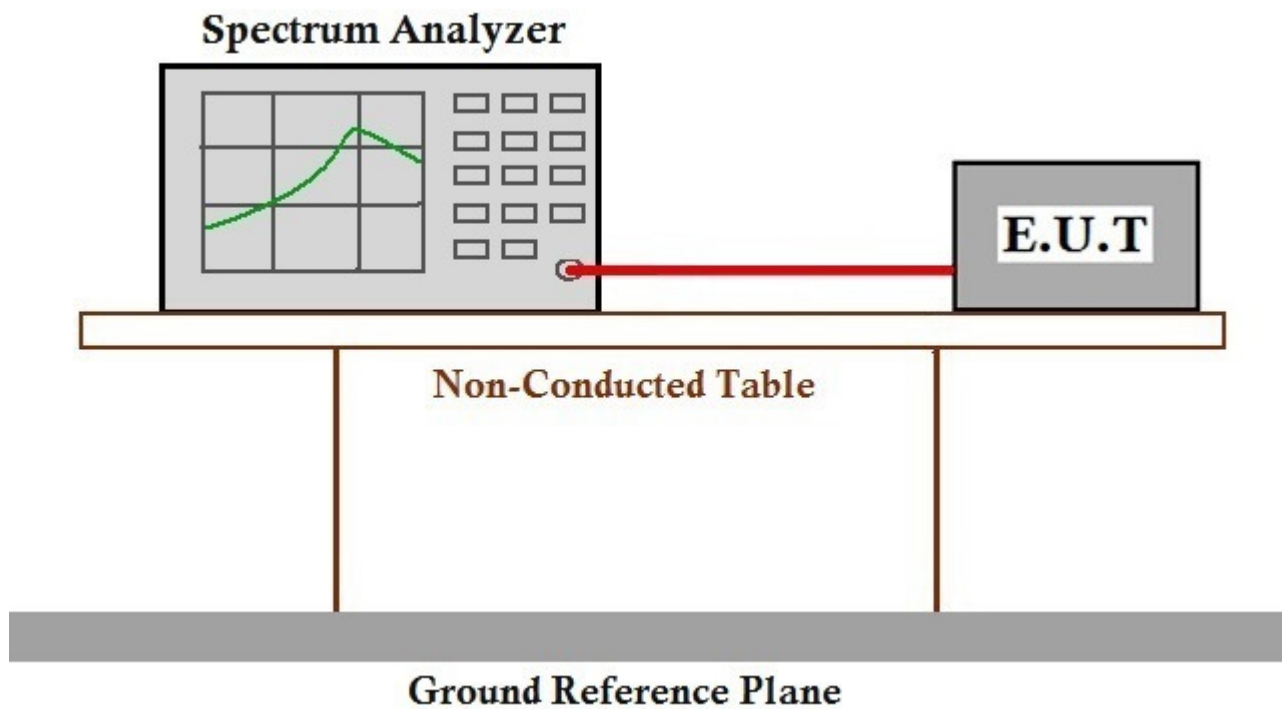 Spectrum Analyzer
E.U.T
Non-Conducted Table
Ground Reference Plane